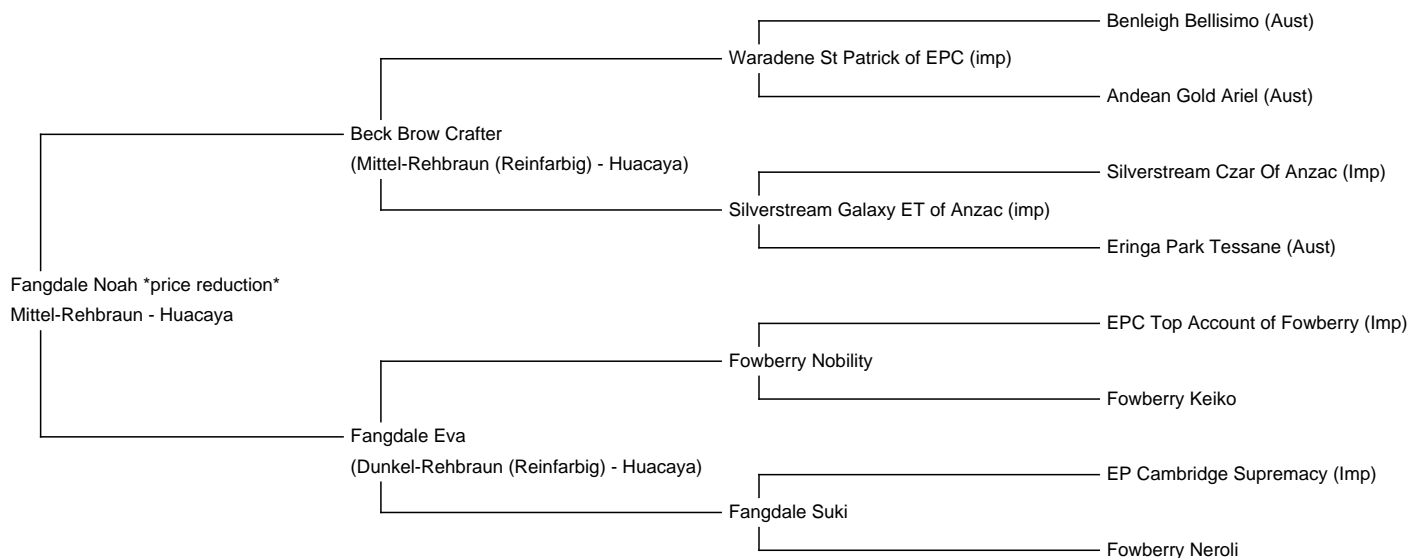 Benleigh Bellisimo (Aust)
Waradene St Patrick of EPC (imp)
Andean Gold Ariel (Aust)
Beck Brow Crafter
(Mittel-Rehbraun (Reinfarbig) - Huacaya)
Silverstream Czar Of Anzac (Imp)
Silverstream Galaxy ET of Anzac (imp)
Eringa Park Tessane (Aust)
Fangdale Noah *price reduction*
Mittel-Rehbraun - Huacaya
EPC Top Account of Fowberry (Imp)
Fowberry Nobility
Fowberry Keiko
Fangdale Eva
(Dunkel-Rehbraun (Reinfarbig) - Huacaya)
EP Cambridge Supremacy (Imp)
Fangdale Suki
Fowberry Neroli